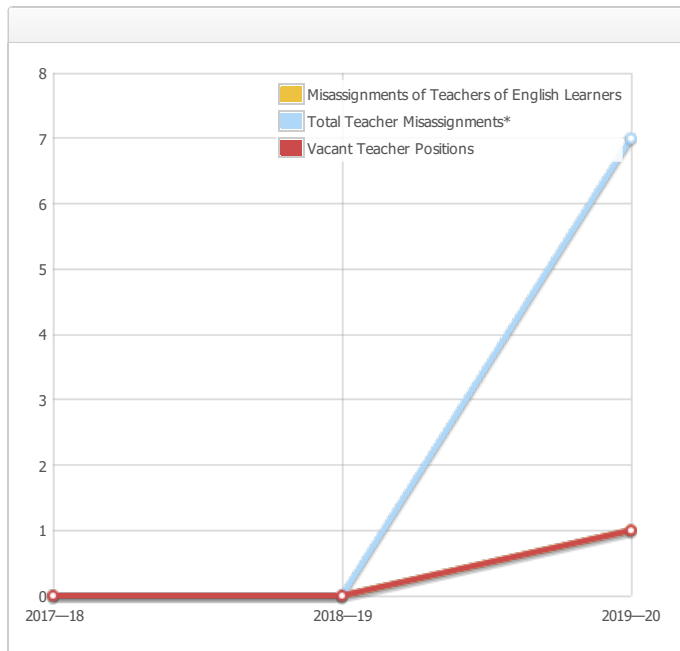 8
Misassignments of Teachers of English Learners
Total Teacher Misassignments*
7
Vacant Teacher Positions
6
5
4
3
2
1
0
2017—18 2018—19 2019—20